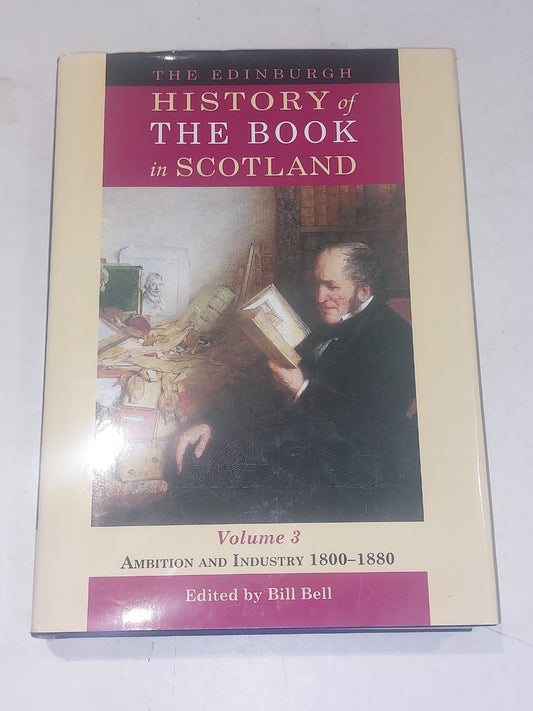 THE EDINBURGH
HISTORY of
THE BOOK
in SCOTLAND
Volume 3
AMBITION AND INDUSTRY 1800–1880
Edited by Bill Bell